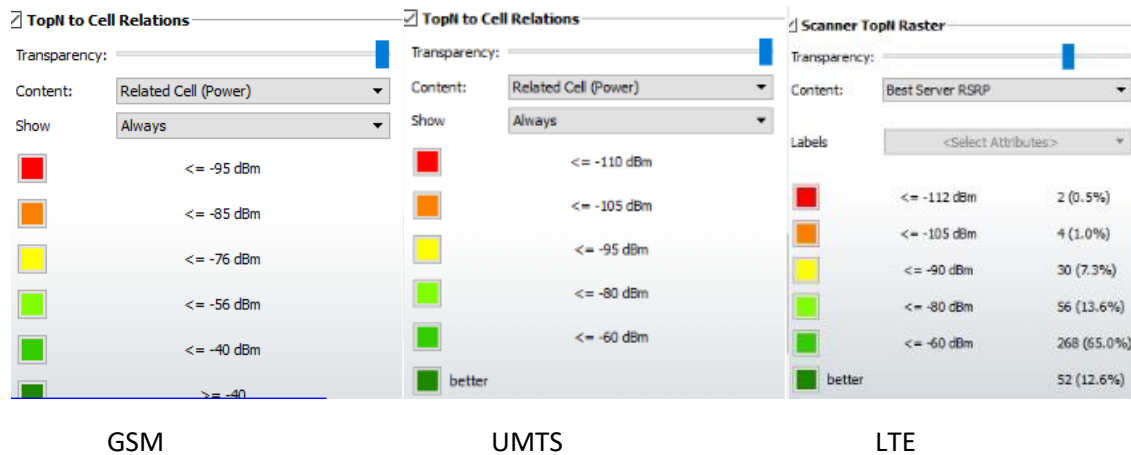 TopN to Cell Relations
Transparency:
Content: Related Cell (Power)
Show Always
<= -95 dBm
<= -85 dBm
<= -76 dBm
<= -56 dBm
<= -40 dBm
>= -40
TopN to Cell Relations
Transparency:
Content: Related Cell (Power)
Show Always
<= -110 dBm
<= -105 dBm
<= -95 dBm
<= -80 dBm
<= -60 dBm
better
Scanner TopN Raster
Transparency:
Content: Best Server RSRP
Labels <Select Attributes>
<= -112 dBm 2 (0.5%)
<= -105 dBm 4 (1.0%)
<= -90 dBm 30 (7.3%)
<= -80 dBm 56 (13.6%)
<= -60 dBm 268 (65.0%)
better 52 (12.6%)
GSM UMTS LTE